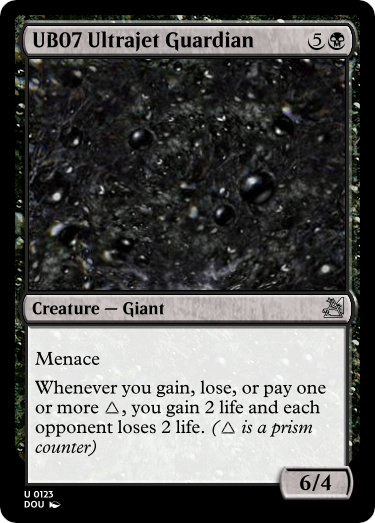 UB07 Ultrajet Guardian 5
Creature — Giant
Menace
Whenever you gain, lose, or pay one
or more △, you gain 2 life and each
opponent loses 2 life. (△ is a prism
counter)
6/4
U 0123
DOU